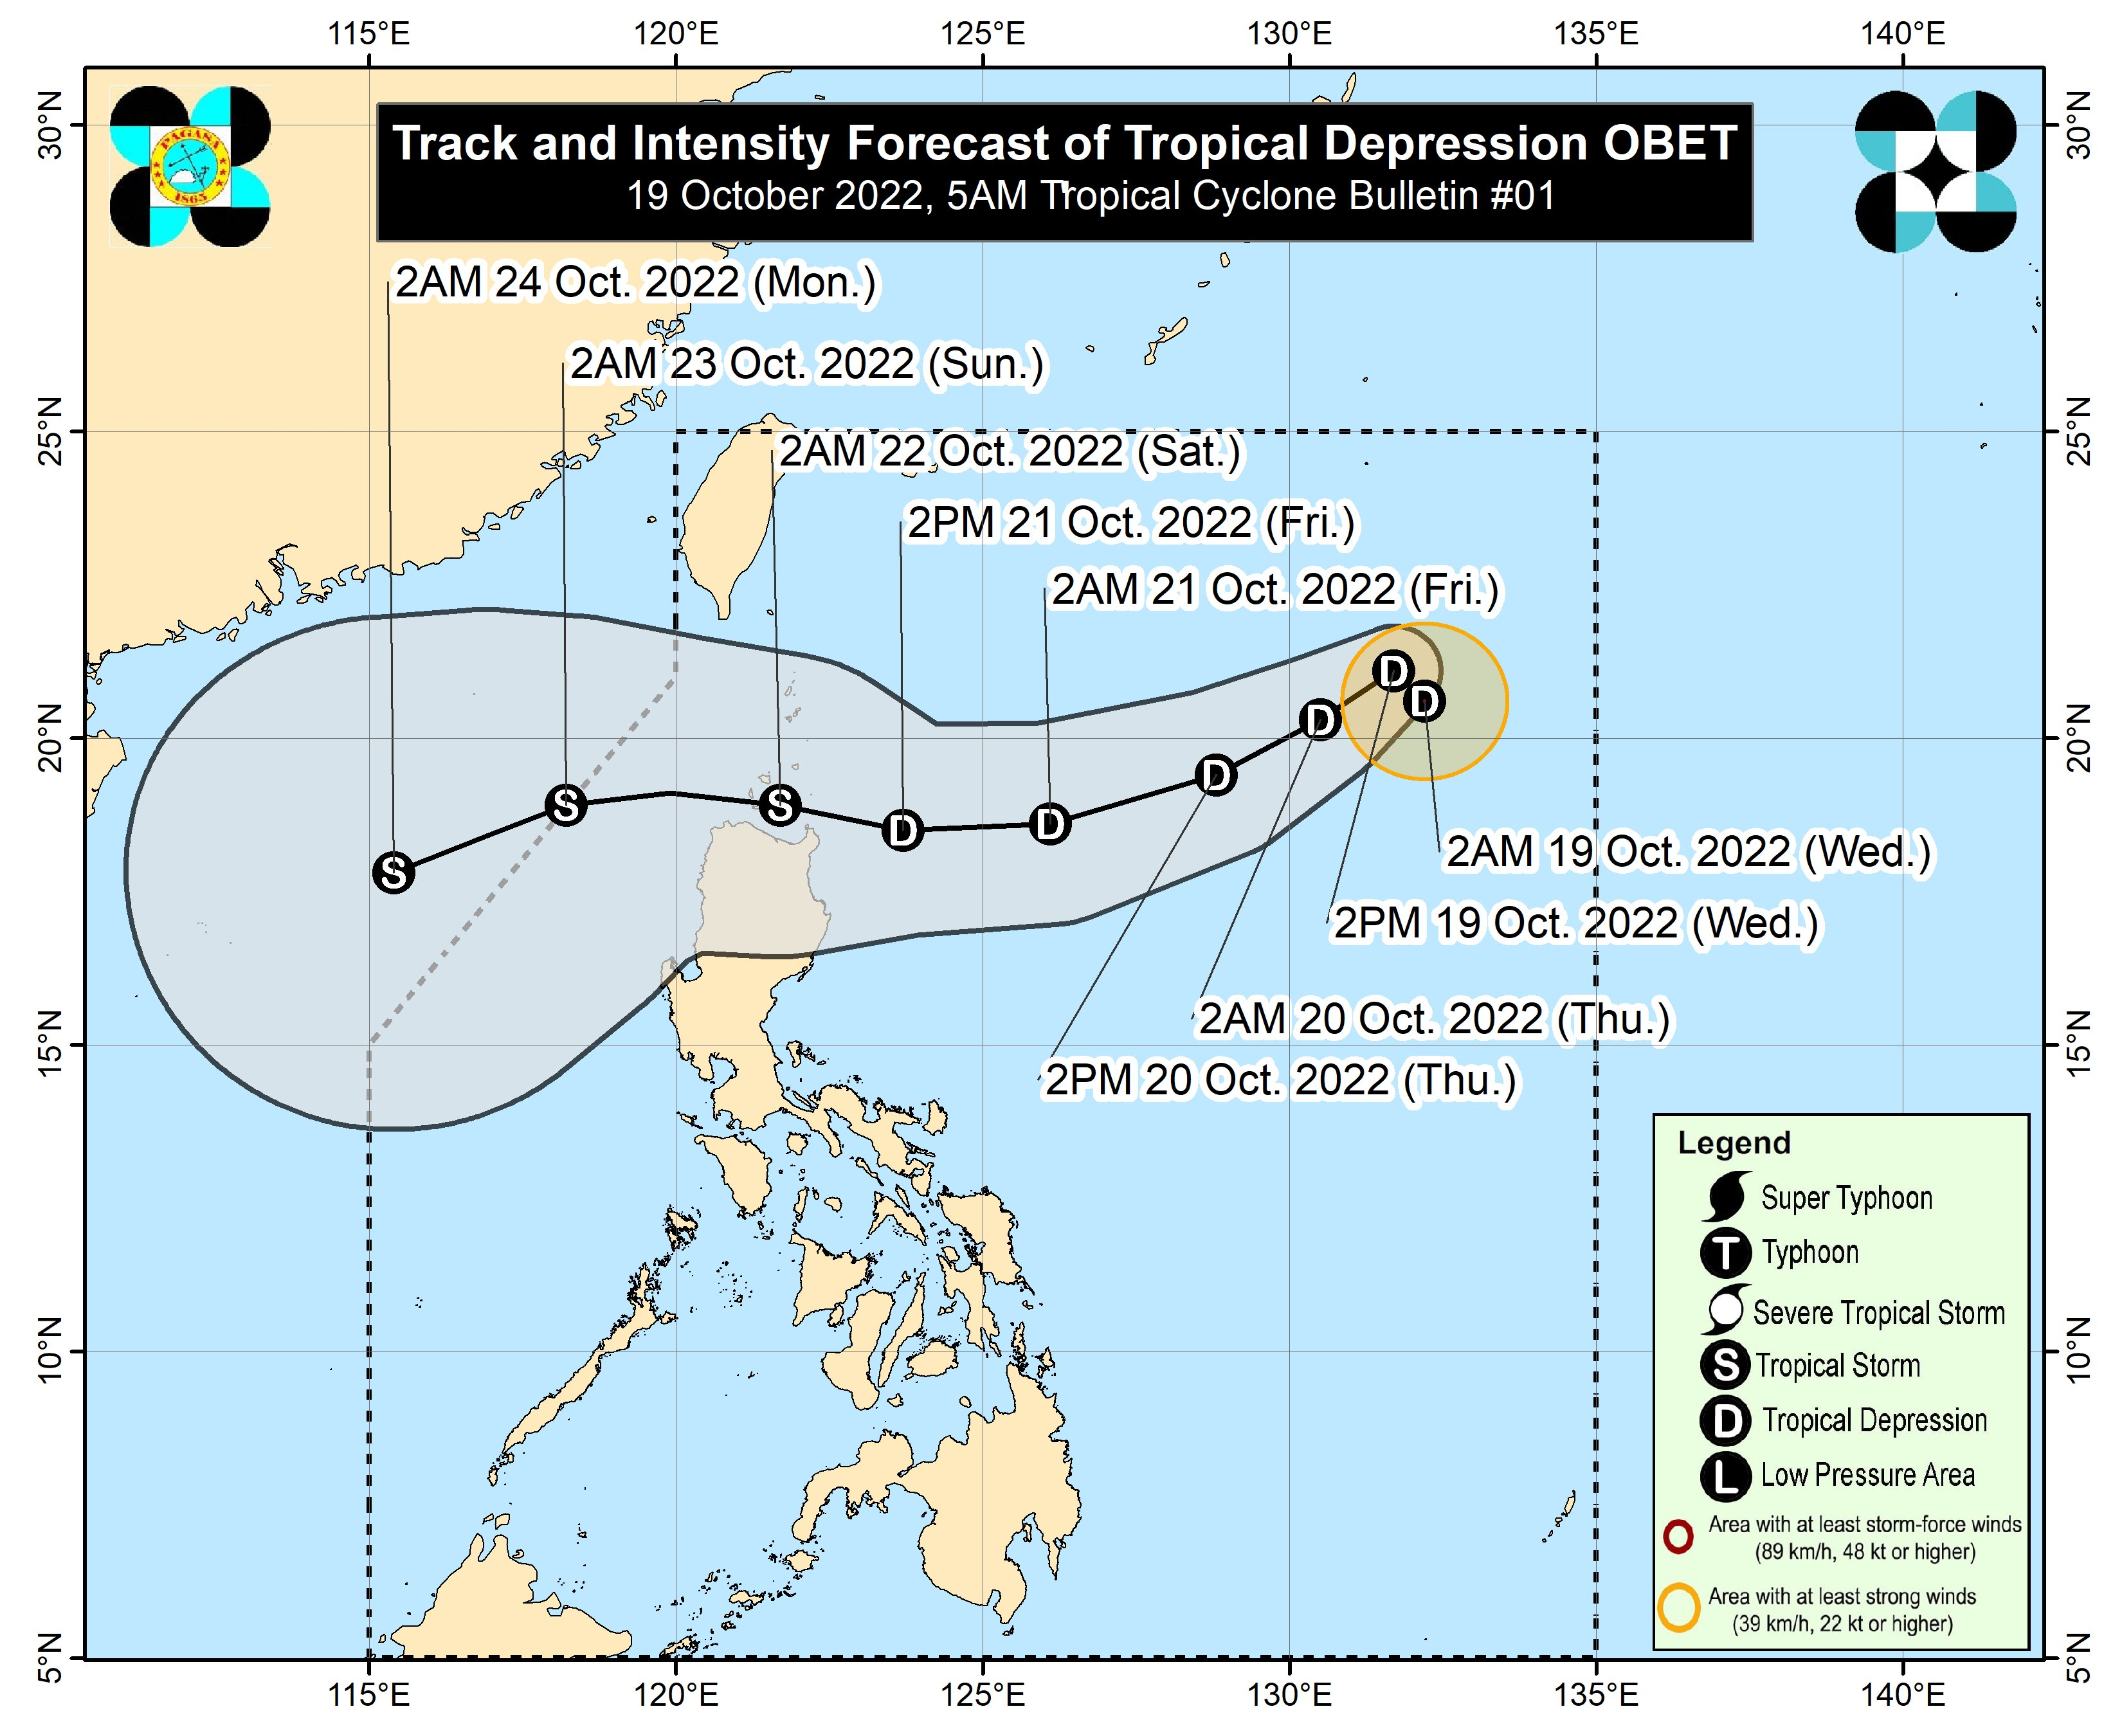 115°E 120°E 125°E 130°E 135°E 140°E
30°N 30°N
PAGASA
1865
Track and Intensity Forecast of Tropical Depression OBET
19 October 2022, 5AM Tropical Cyclone Bulletin #01
2AM 24 Oct. 2022 (Mon.)
2AM 23 Oct. 2022 (Sun.)
25°N 25°N
2AM 22 Oct. 2022 (Sat.)
2PM 21 Oct. 2022 (Fri.)
2AM 21 Oct. 2022 (Fri.)
D
D
20°N D 20°N
D
S S D D
S
2AM 19 Oct. 2022 (Wed.)
2PM 19 Oct. 2022 (Wed.)
2AM 20 Oct. 2022 (Thu.)
15°N 15°N
2PM 20 Oct. 2022 (Thu.)
Legend
Super Typhoon
T Typhoon
Severe Tropical Storm
10°N 10°N
S Tropical Storm
D Tropical Depression
L Low Pressure Area
Area with at least storm-force winds
(89 km/h, 48 kt or higher)
Area with at least strong winds
(39 km/h, 22 kt or higher)
5°N 5°N
115°E 120°E 125°E 130°E 135°E 140°E